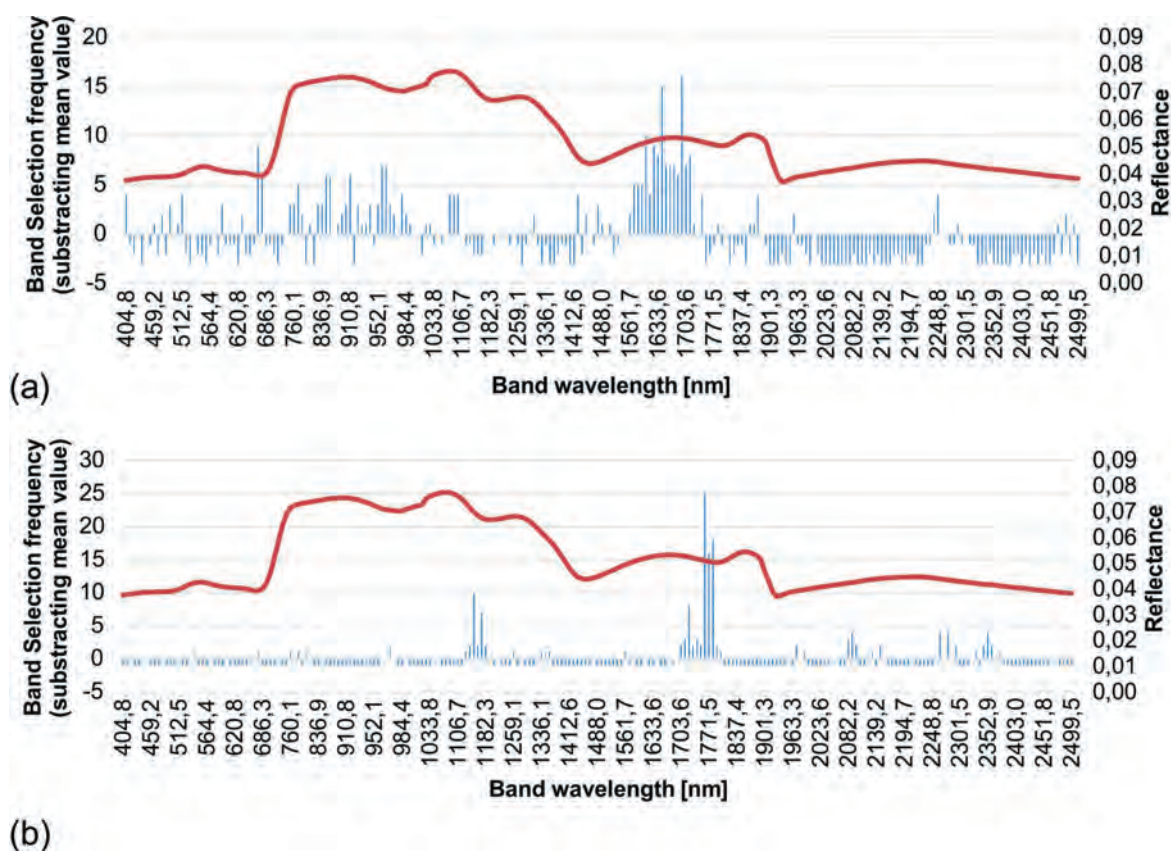 Band Selection frequency
(substracting mean value)
20
15
10
5
0
-5
0,09
0,08
0,07
0,06
0,05
0,04
0,03
0,02
0,01
0,00
Reflectance
404,8 459,2 512,5 564,4 620,8 686,3 760,1 836,9 910,8 952,1 984,4 1033,8 1106,7 1182,3 1259,1 1336,1 1412,6 1488,0 1561,7 1633,6 1703,6 1771,5 1837,4 1901,3 1963,3 2023,6 2082,2 2139,2 2194,7 2248,8 2301,5 2352,9 2403,0 2451,8 2499,5
Band wavelength [nm]
(a)
Band Selection frequency
(substracting mean value)
30
25
20
15
10
5
0
-5
0,09
0,08
0,07
0,06
0,05
0,04
0,03
0,02
0,01
0,00
Reflectance
404,8 459,2 512,5 564,4 620,8 686,3 760,1 836,9 910,8 952,1 984,4 1033,8 1106,7 1182,3 1259,1 1336,1 1412,6 1488,0 1561,7 1633,6 1703,6 1771,5 1837,4 1901,3 1963,3 2023,6 2082,2 2139,2 2194,7 2248,8 2301,5 2352,9 2403,0 2451,8 2499,5
Band wavelength [nm]
(b)